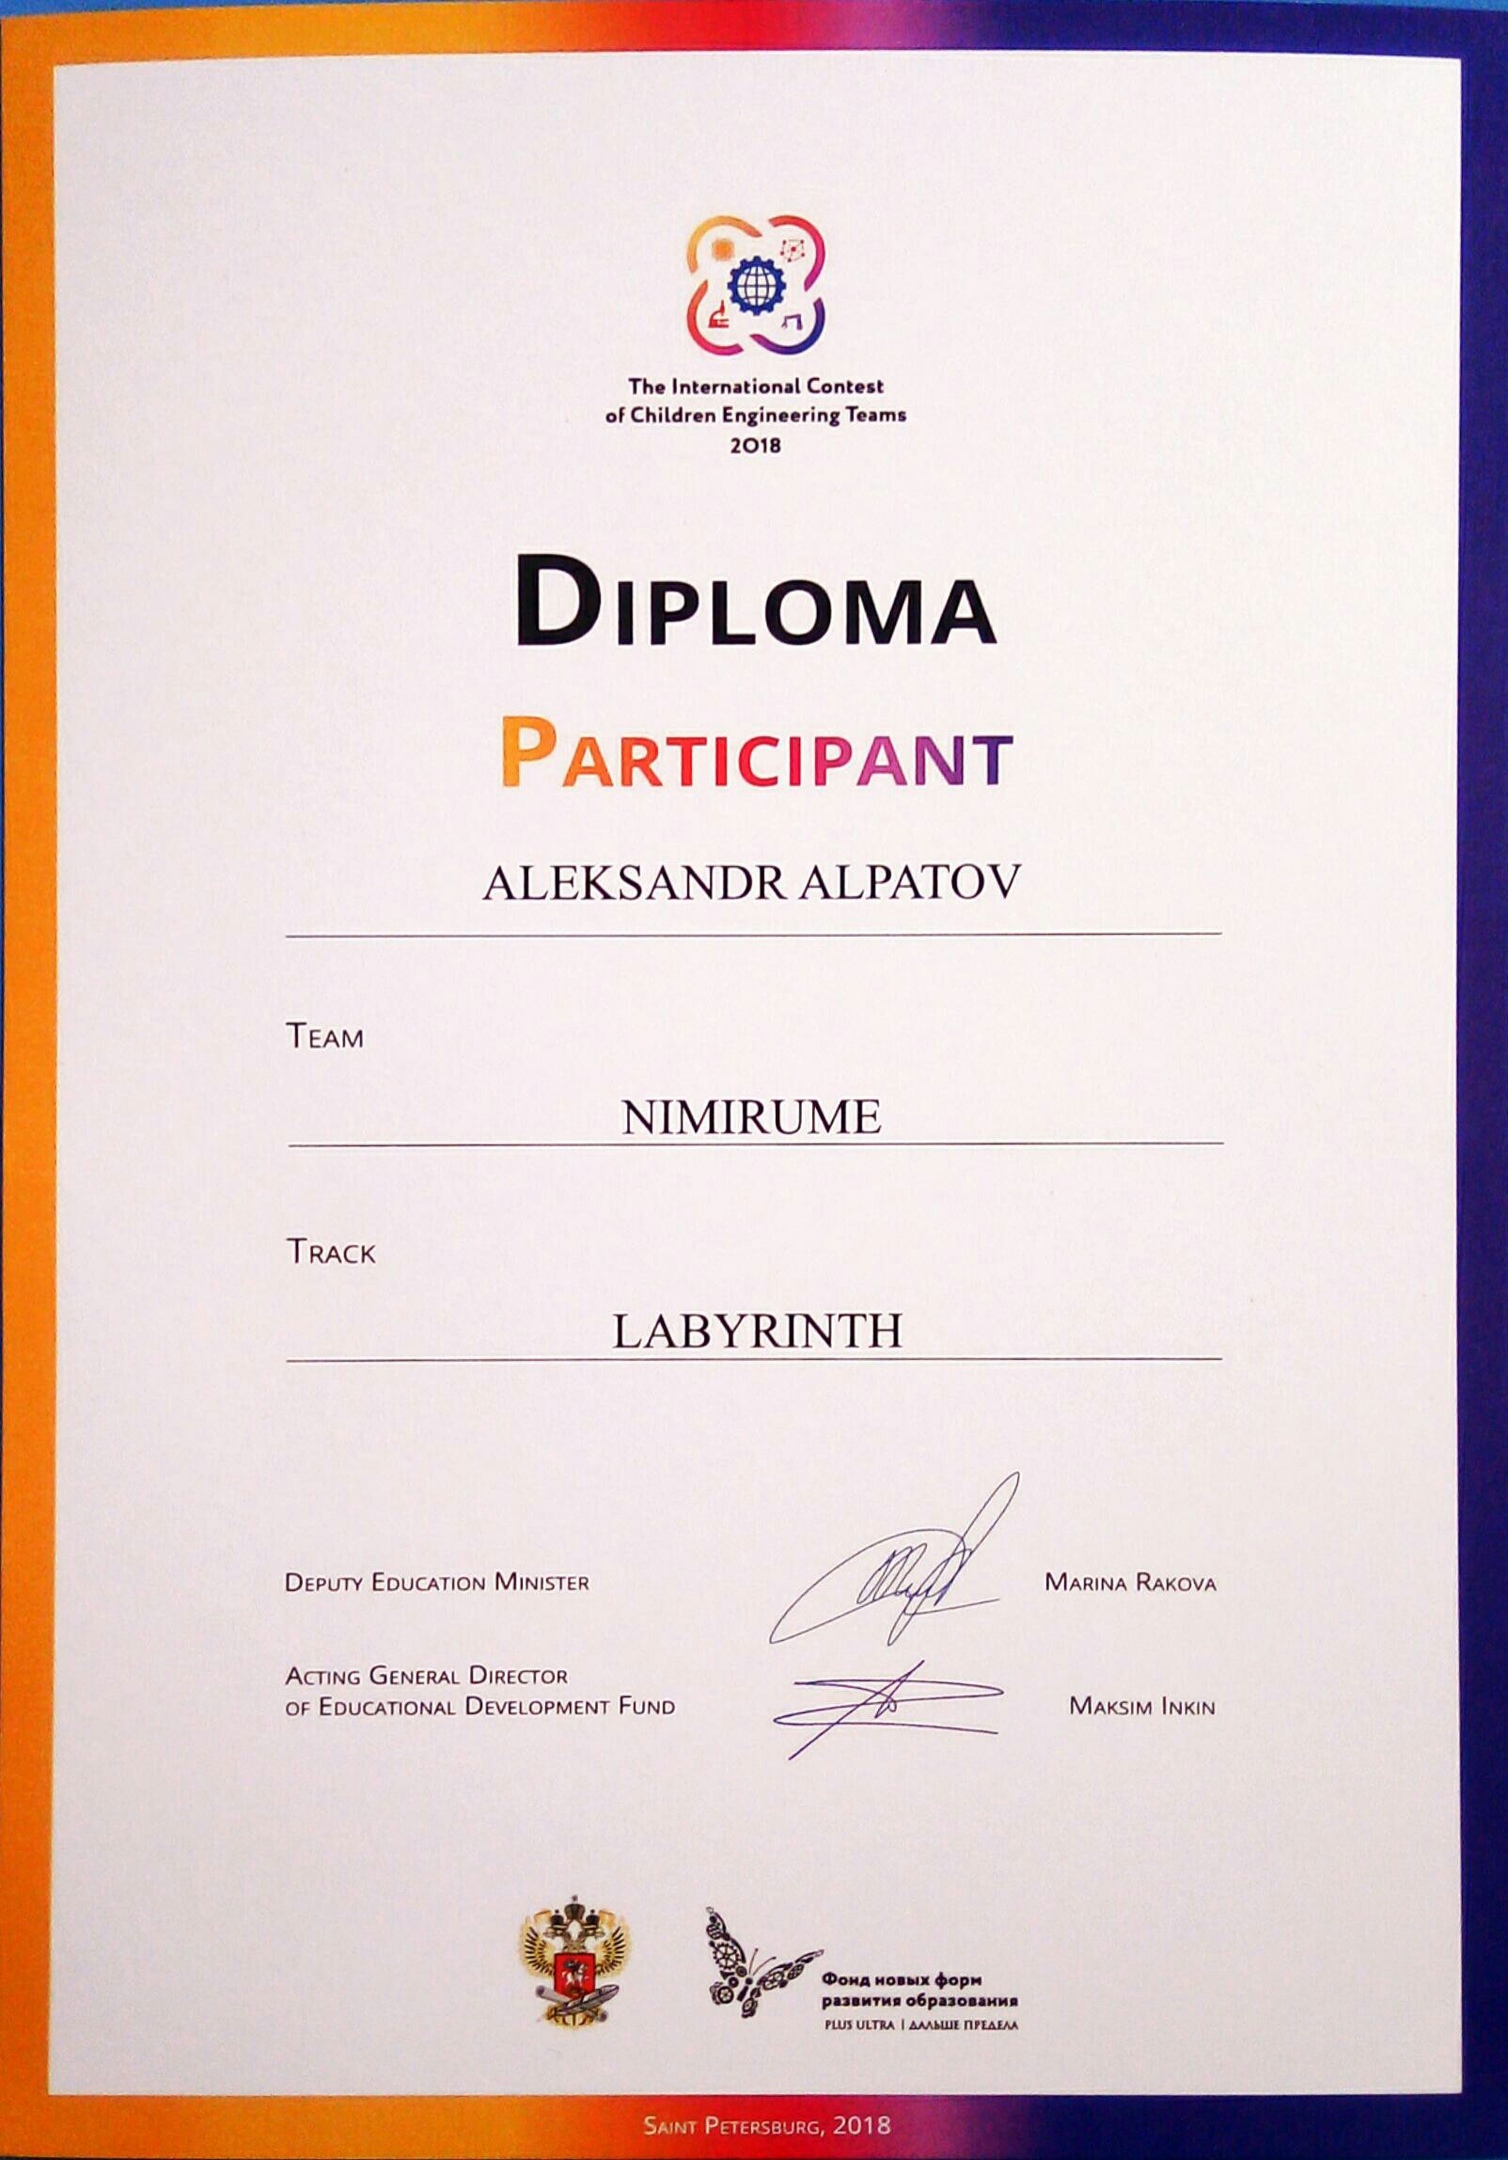 The International Contest
of Children Engineering Teams
2018
DIPLOMA
PARTICIPANT
ALEKSANDR ALPATOV
TEAM
NIMIRUME
TRACK
LABYRINTH
DEPUTY EDUCATION MINISTER MARINA RAKOVA
ACTING GENERAL DIRECTOR
OF EDUCATIONAL DEVELOPMENT FUND MAKSIM INKIN
Фонд новых форм
развития образования
PLUS ULTRA | ДАЛЬШЕ ПРЕДЕЛА
SAINT PETERSBURG, 2018